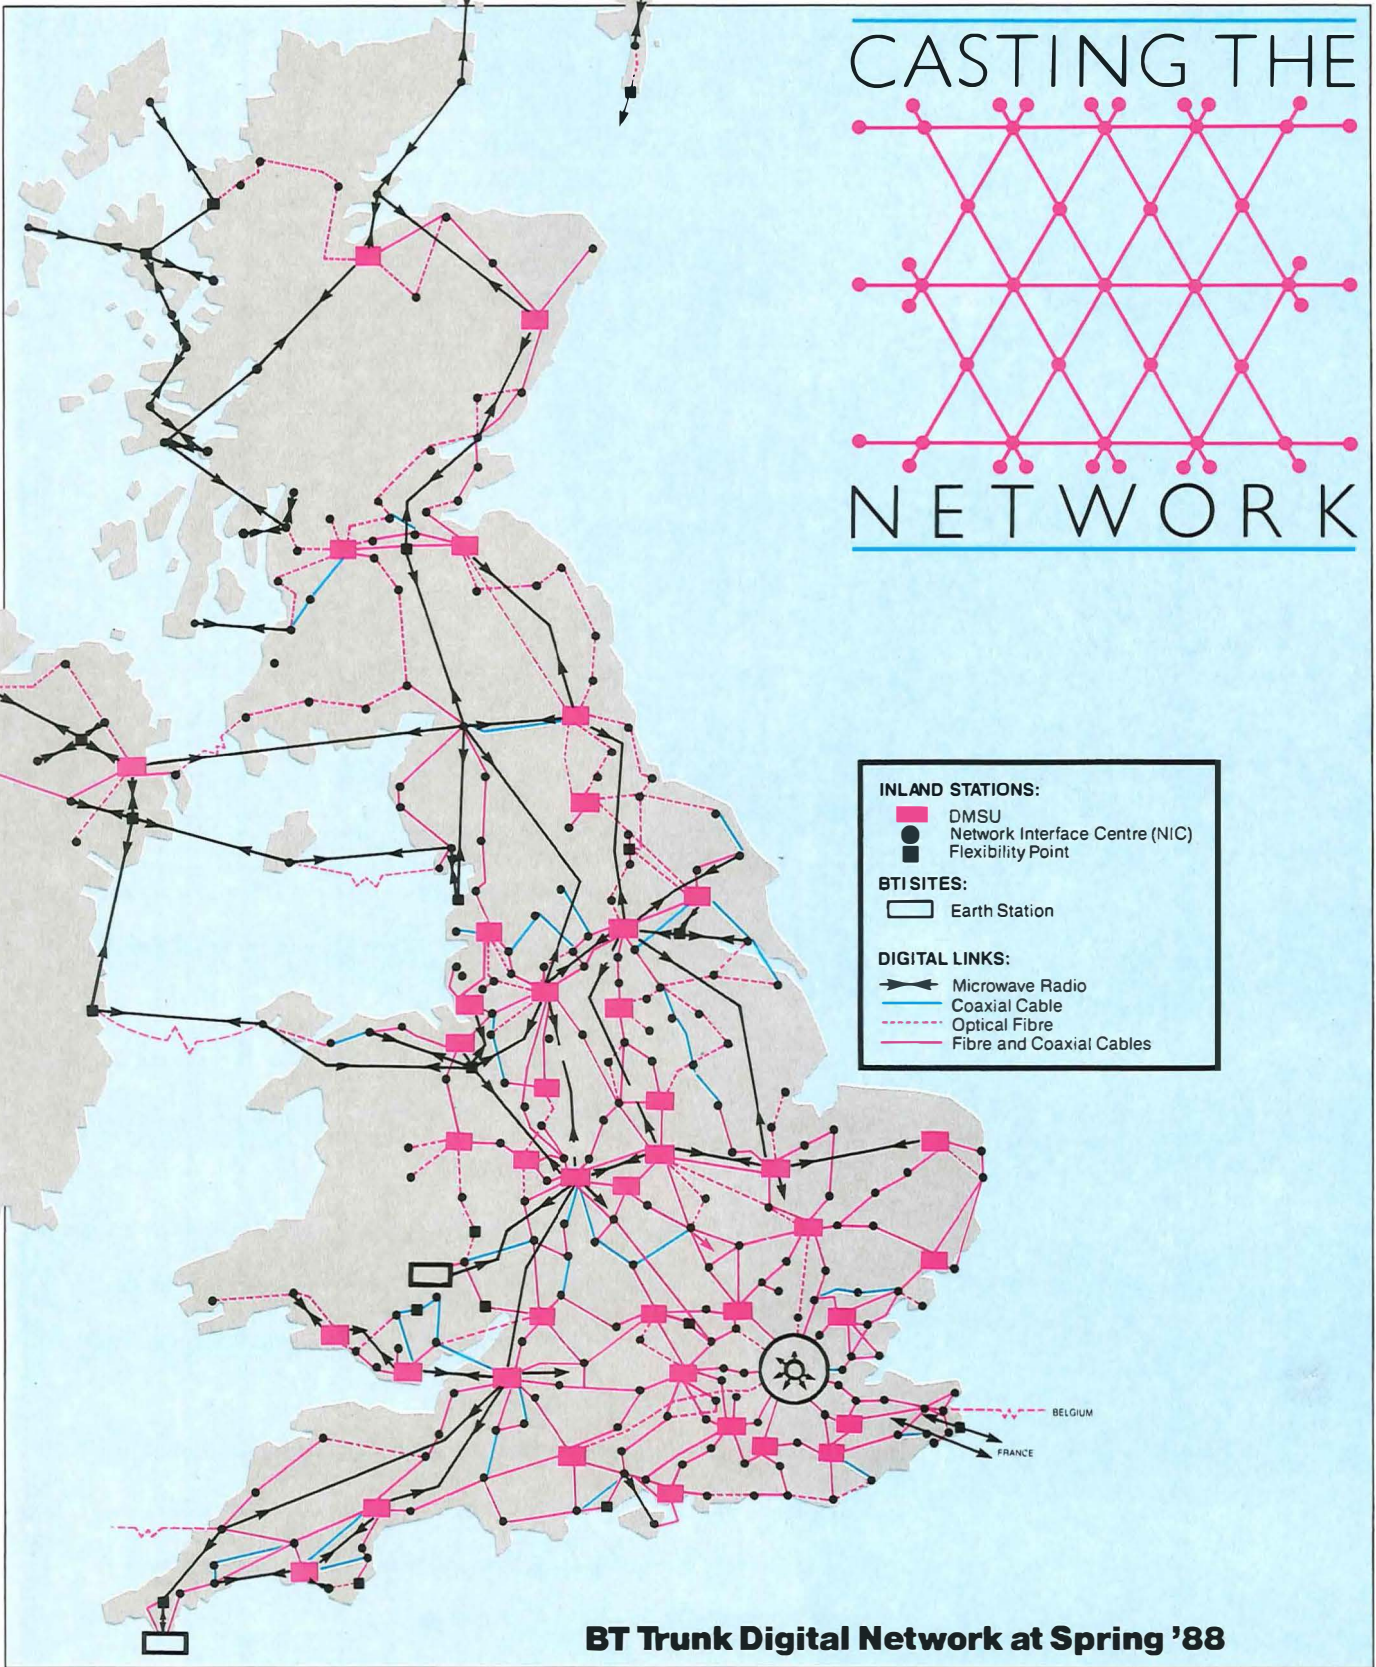 CASTING THE
NETWORK
INLAND STATIONS:
DMSU
Network Interface Centre (NIC)
Flexibility Point
BTI SITES:
Earth Station
DIGITAL LINKS:
Microwave Radio
Coaxial Cable
Optical Fibre
Fibre and Coaxial Cables
BELGIUM
FRANCE
BT Trunk Digital Network at Spring ’88